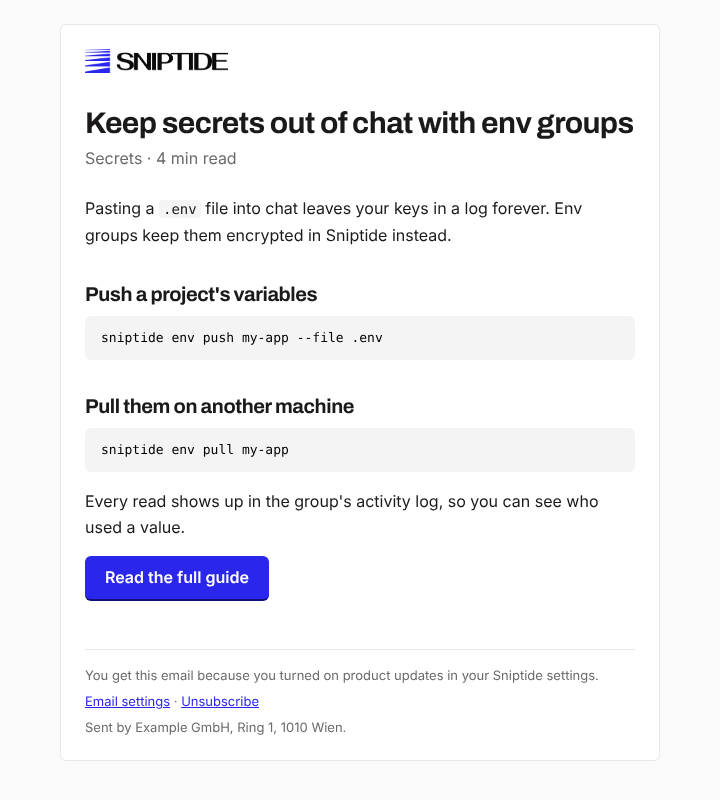 SNIPTIDE
Keep secrets out of chat with env groups
Secrets · 4 min read
Pasting a .env file into chat leaves your keys in a log forever. Env
groups keep them encrypted in Sniptide instead.
Push a project's variables
sniptide env push my-app --file .env
Pull them on another machine
sniptide env pull my-app
Every read shows up in the group's activity log, so you can see who
used a value.
Read the full guide
You get this email because you turned on product updates in your Sniptide settings.
Email settings · Unsubscribe
Sent by Example GmbH, Ring 1, 1010 Wien.